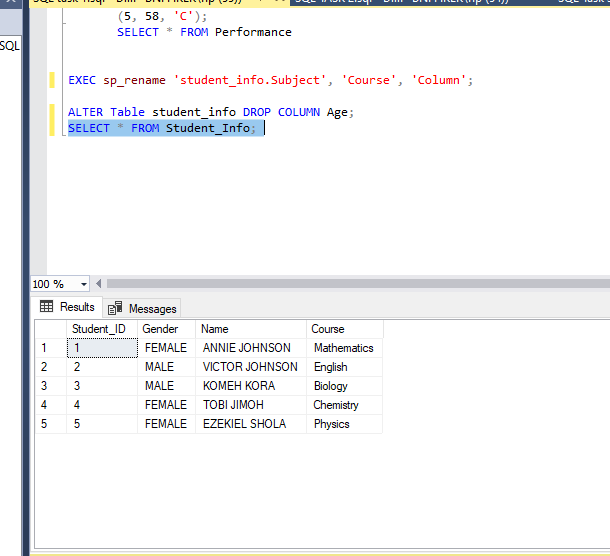 (5, 58, 'C');
SELECT * FROM Performance
SQL
EXEC sp_rename 'student_info.Subject', 'Course', 'Column';
ALTER Table student_info DROP COLUMN Age;
SELECT * FROM Student_Info;
100 %
Results Messages
Student_ID Gender Name Course
1 1 FEMALE ANNIE JOHNSON Mathematics
2 2 MALE VICTOR JOHNSON English
3 3 MALE KOMEH KORA Biology
4 4 FEMALE TOBI JIMOH Chemistry
5 5 FEMALE EZEKIEL SHOLA Physics